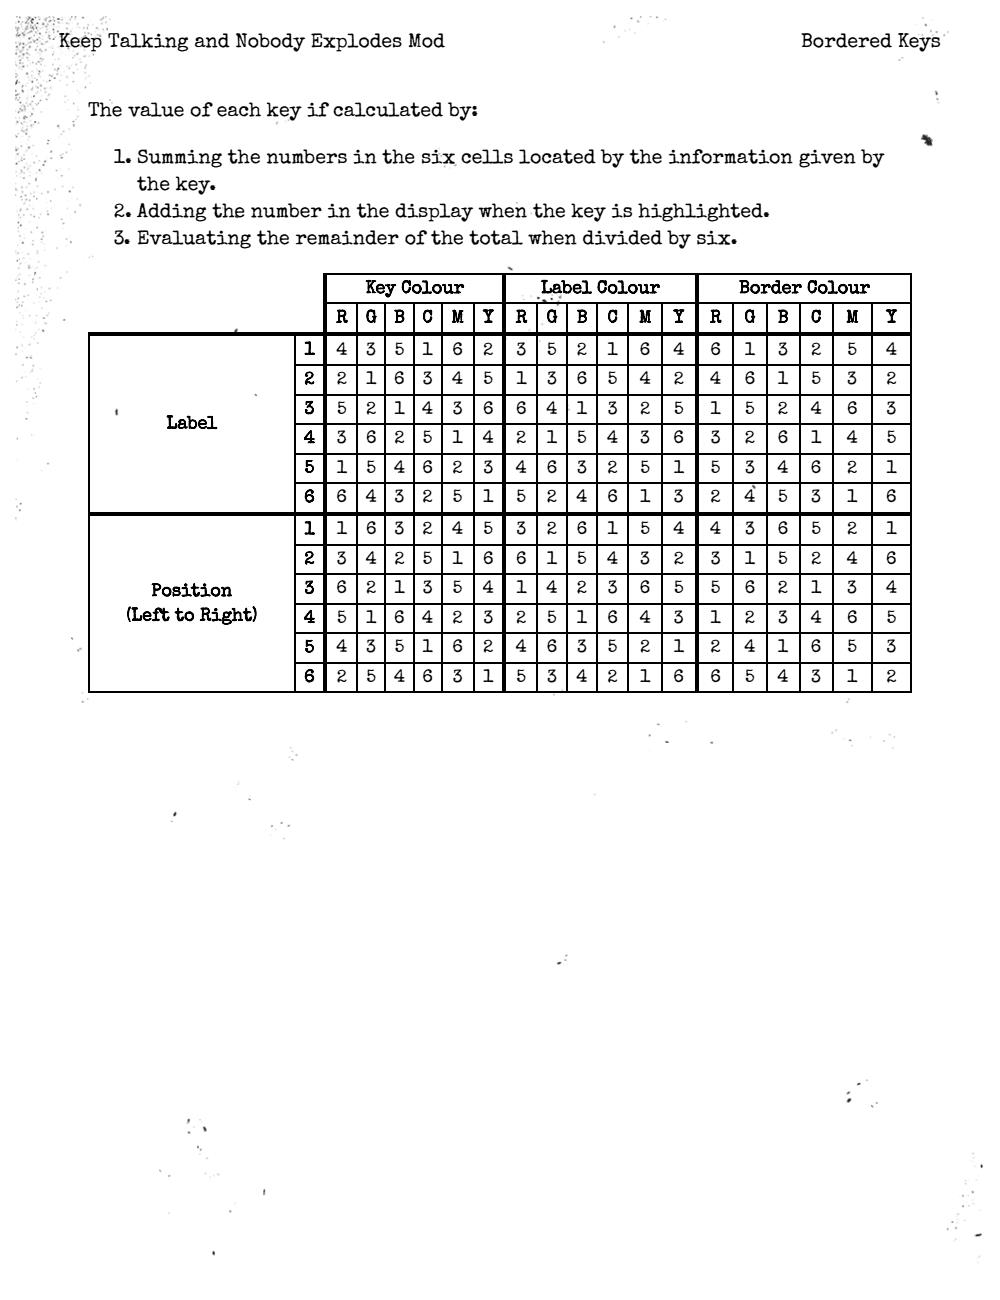 Keep Talking and Nobody Explodes Mod Bordered Keys
The value of each key if calculated by:
1. Summing the numbers in the six cells located by the information given by
the key.
2. Adding the number in the display when the key is highlighted.
3. Evaluating the remainder of the total when divided by six.
Key Colour Label Colour Border Colour
R G B C M Y R G B C M Y R G B C M Y
Label
1 4 3 5 1 6 2 3 5 2 1 6 4 6 1 3 2 5 4
2 2 1 6 3 4 5 1 3 6 5 4 2 4 6 1 5 3 2
3 5 2 1 4 3 6 6 4 1 3 2 5 1 5 2 4 6 3
4 3 6 2 5 1 4 2 1 5 4 3 6 3 2 6 1 4 5
5 1 5 4 6 2 3 4 6 3 2 5 1 5 3 4 6 2 1
6 6 4 3 2 5 1 5 2 4 6 1 3 2 4 5 3 1 6
Position
(Left to Right)
1 1 6 3 2 4 5 3 2 6 1 5 4 4 3 6 5 2 1
2 3 4 2 5 1 6 6 1 5 4 3 2 3 1 5 2 4 6
3 6 2 1 3 5 4 1 4 2 3 6 5 5 6 2 1 3 4
4 5 1 6 4 2 3 2 5 1 6 4 3 1 2 3 4 6 5
5 4 3 5 1 6 2 4 6 3 5 2 1 2 4 1 6 5 3
6 2 5 4 6 3 1 5 3 4 2 1 6 6 5 4 3 1 2